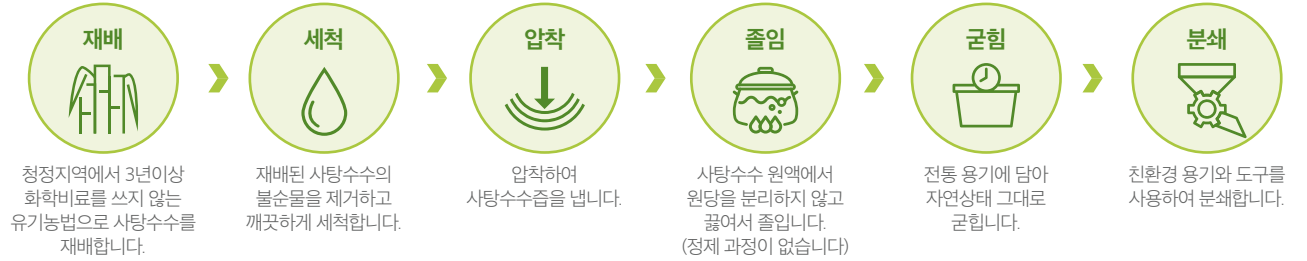 재배
청정지역에서 3년이상
화학비료를 쓰지 않는
유기농법으로 사탕수수를
재배합니다.
세척
재배된 사탕수수의
불순물을 제거하고
깨끗하게 세척합니다.
압착
압착하여
사탕수수즙을 냅니다.
졸임
사탕수수 원액에서
원당을 분리하지 않고
끓여서 졸입니다.
(정제 과정이 없습니다)
굳힘
전통 용기에 담아
자연상태 그대로
굳힙니다.
분쇄
친환경 용기와 도구를
사용하여 분쇄합니다.